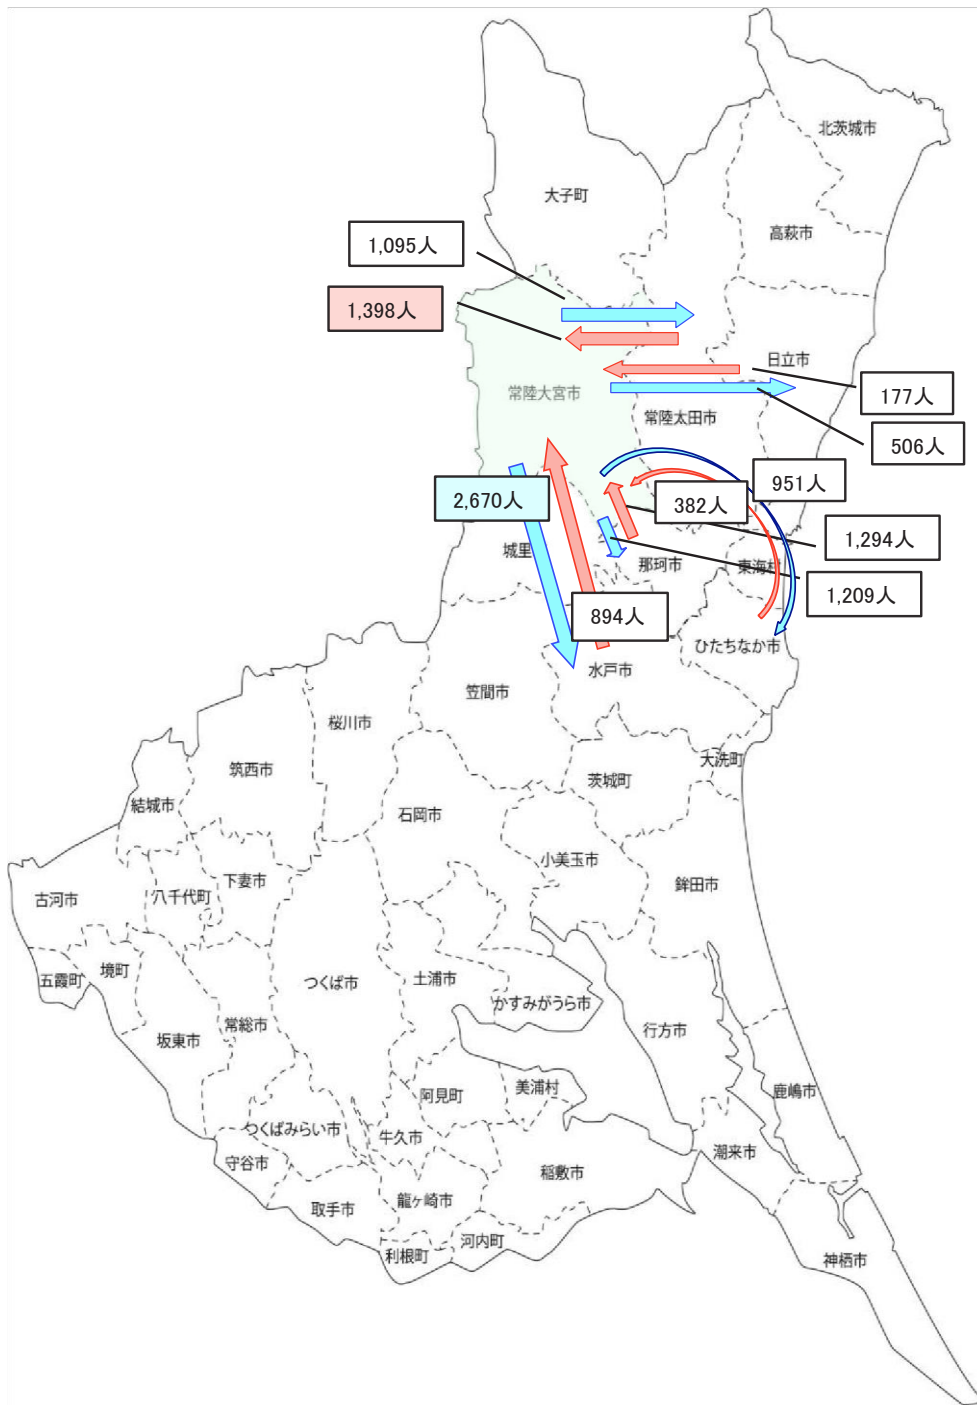 北茨城市
大子町
高萩市
1,095人
1,398人
日立市
177人
常陸大宮市
常陸太田市
506人
951人
2,670人
382人
1,294人
城里
那珂市
東海村
1,209人
894人
ひたちなか市
水戸市
笠間市
桜川市
大洗町
筑西市
茨城町
結城市
石岡市
小美玉市
下妻市
鉾田市
古河市
八千代町
境町
五霞町
つくば市
土浦市
かすみがうら市
常総市
行方市
坂東市
美浦村
阿見町
鹿嶋市
つくばみらい市
牛久市
潮来市
守谷市
稲敷市
龍ヶ崎市
取手市
河内町
利根町
神栖市